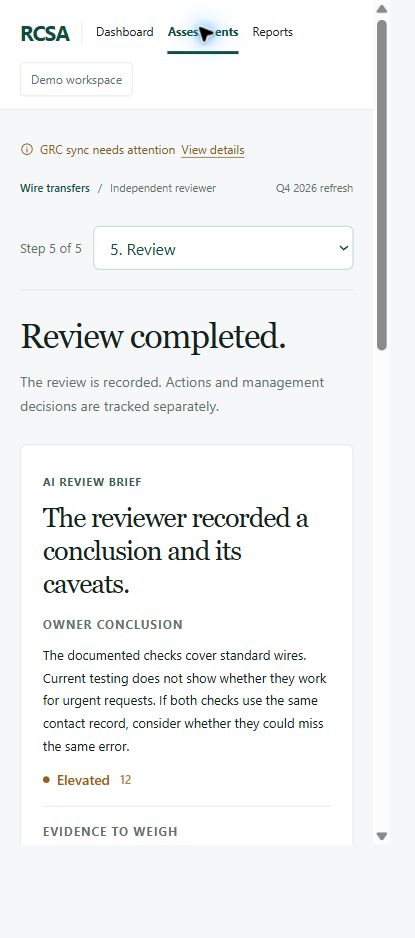 RCSA Dashboard Assessments Reports
Demo workspace
GRC sync needs attention View details
Wire transfers / Independent reviewer Q4 2026 refresh
Step 5 of 5 5. Review
Review completed.
The review is recorded. Actions and management
decisions are tracked separately.
AI REVIEW BRIEF
The reviewer recorded a
conclusion and its
caveats.
OWNER CONCLUSION
The documented checks cover standard wires.
Current testing does not show whether they work
for urgent requests. If both checks use the same
contact record, consider whether they could miss
the same error.
Elevated 12
EVIDENCE TO WEIGH